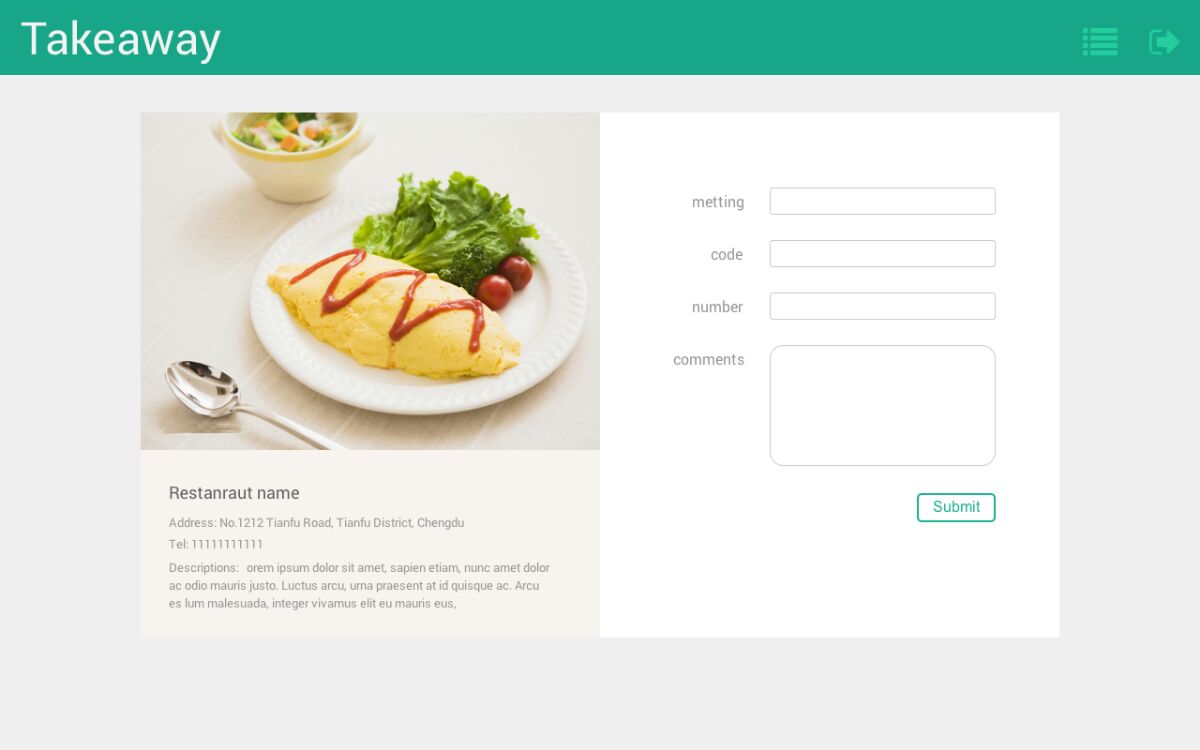 Takeaway
metting
code
number
comments
Submit
Restanraut name
Address: No.1212 Tianfu Road, Tianfu District, Chengdu
Tel: 11111111111
Descriptions: orem ipsum dolor sit amet, sapien etiam, nunc amet dolor
ac odio mauris justo. Luctus arcu, urna praesent at id quisque ac. Arcu
es lum malesuada, integer vivamus elit eu mauris eus,